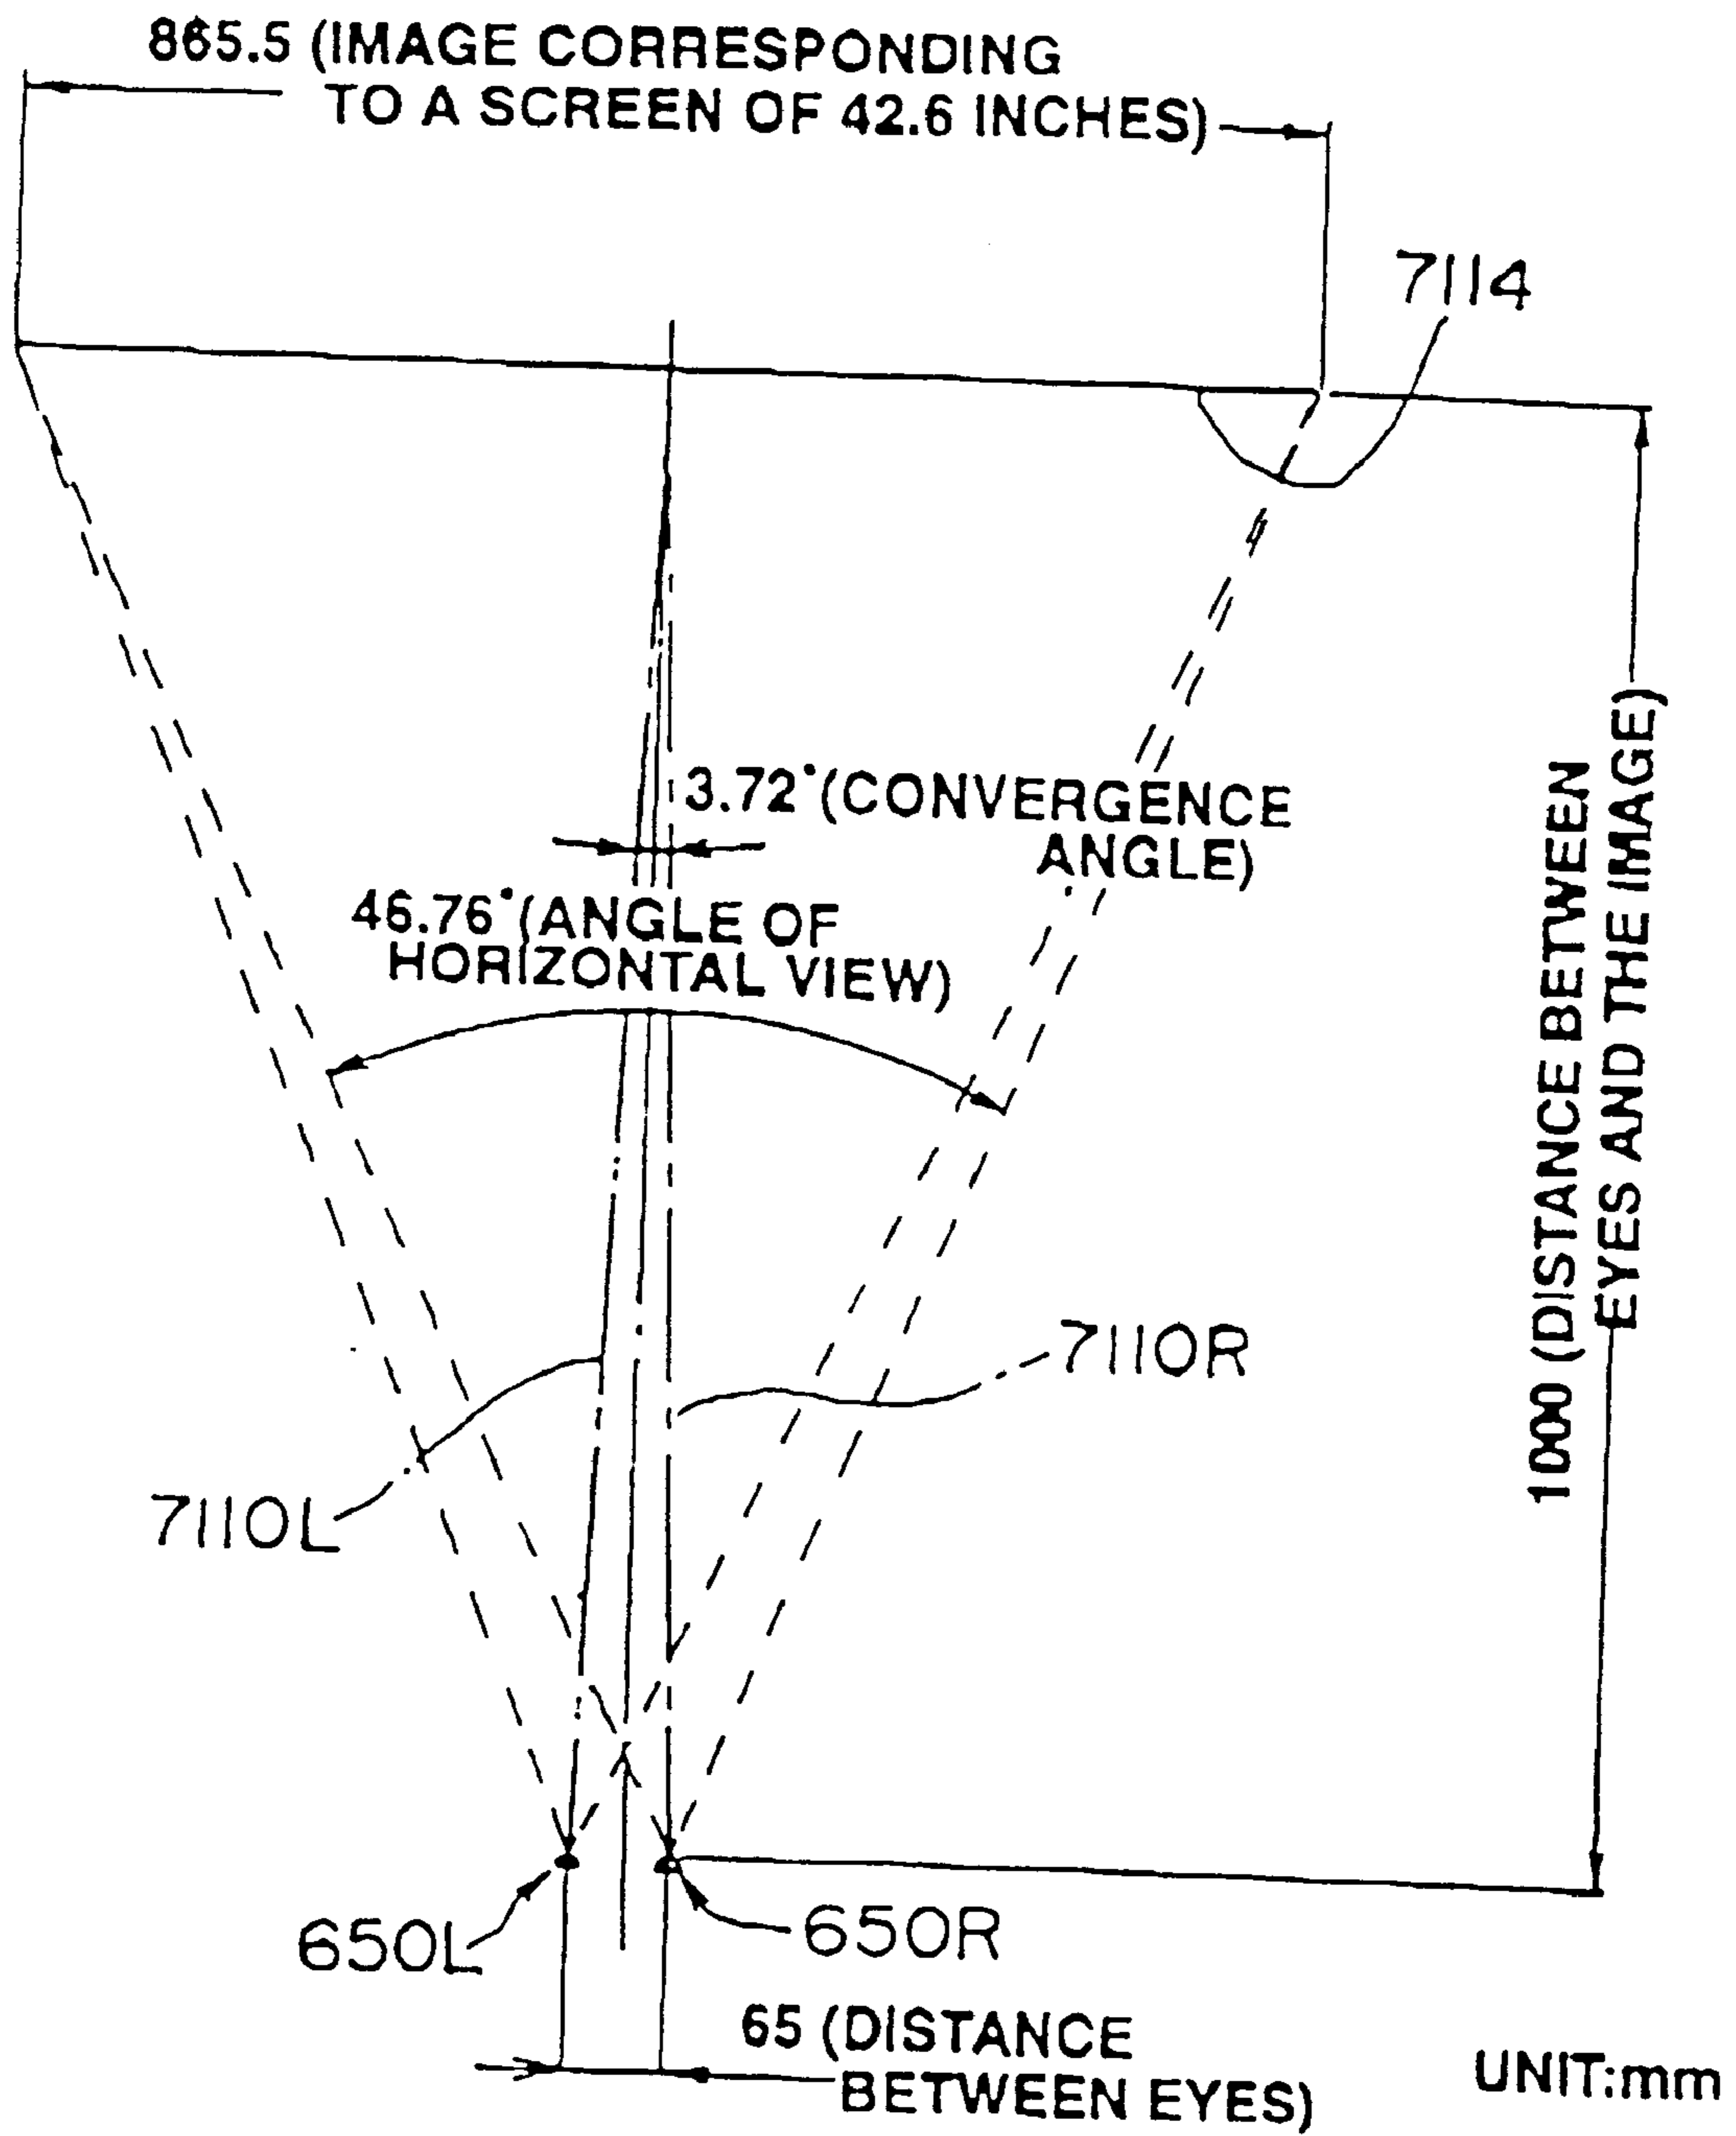 865.5 (IMAGE CORRESPONDING
TO A SCREEN OF 42.6 INCHES)
7114
3.72°(CONVERGENCE
ANGLE)
46.76°(ANGLE OF
HORIZONTAL VIEW)
1000 (DISTANCE BETWEEN
EYES AND THE IMAGE)
7110R
7110L
650L
650R
65 (DISTANCE
BETWEEN EYES)
UNIT:mm